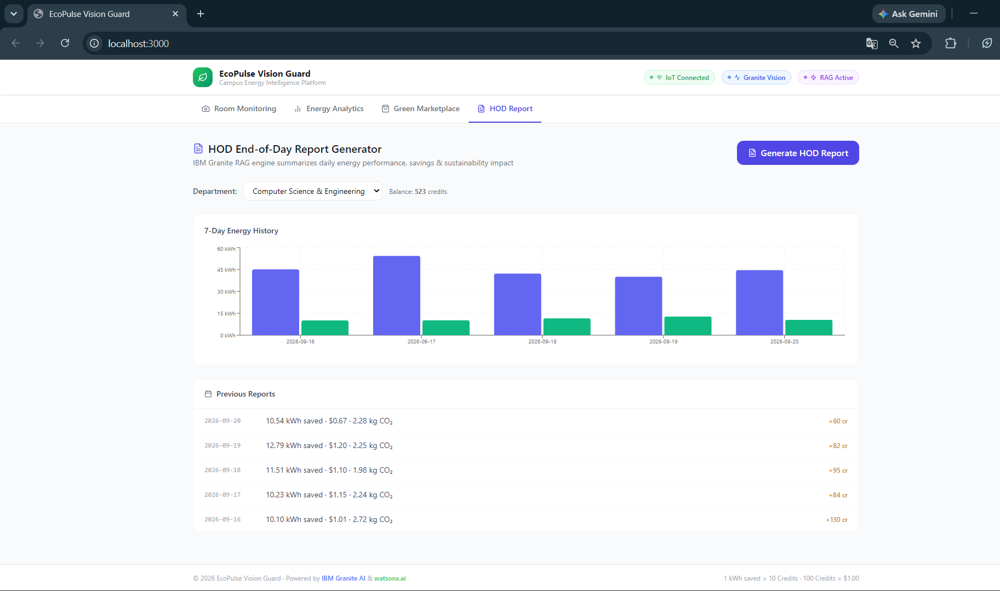 EcoPulse Vision Guard
Ask Gemini
localhost:3000
EcoPulse Vision Guard
Campus Energy Intelligence Platform
IoT Connected
Granite Vision
RAG Active
Room Monitoring
Energy Analytics
Green Marketplace
HOD Report
HOD End-of-Day Report Generator
IBM Granite RAG engine summarizes daily energy performance, savings & sustainability impact
Generate HOD Report
Department: Computer Science & Engineering Balance: 523 credits
7-Day Energy History
60 kWh
45 kWh
30 kWh
15 kWh
0 kWh
2026-09-16 2026-09-17 2026-09-18 2026-09-19 2026-09-20
Previous Reports
2026-09-20 10.54 kWh saved · $0.67 · 2.28 kg CO₂ +60 cr
2026-09-19 12.79 kWh saved · $1.20 · 2.25 kg CO₂ +82 cr
2026-09-18 11.51 kWh saved · $1.10 · 1.98 kg CO₂ +95 cr
2026-09-17 10.23 kWh saved · $1.15 · 2.24 kg CO₂ +84 cr
2026-09-16 10.10 kWh saved · $1.01 · 2.72 kg CO₂ +130 cr
© 2026 EcoPulse Vision Guard · Powered by IBM Granite AI & watsonx.ai
1 kWh saved = 10 Credits · 100 Credits = $1.00